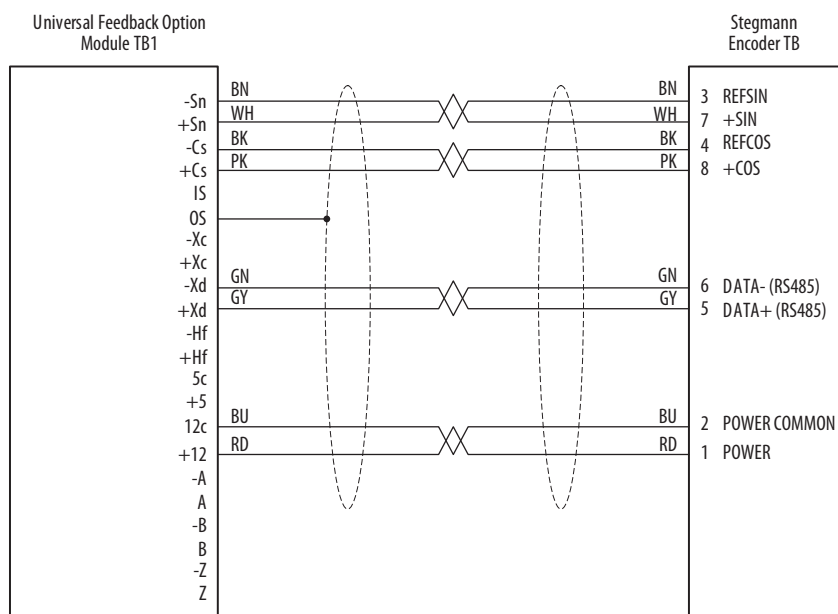 Universal Feedback Option
Module TB1
Stegmann
Encoder TB
-Sn BN BN 3 REFSIN
+Sn WH WH 7 +SIN
-Cs BK BK 4 REFCOS
+Cs PK PK 8 +COS
IS
OS
-Xc
+Xc
-Xd GN GN 6 DATA- (RS485)
+Xd GY GY 5 DATA+ (RS485)
-Hf
+Hf
5c
+5
12c BU BU 2 POWER COMMON
+12 RD RD 1 POWER
-A
A
-B
B
-Z
Z